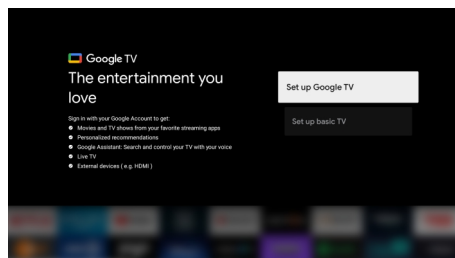 Google TV
The entertainment you
love
Sign in with your Google Account to get:
Movies and TV shows from your favorite streaming apps
Personalized recommendations
Google Assistant: Search and control your TV with your voice
Live TV
External devices ( e.g. HDMI )
Set up Google TV
Set up basic TV